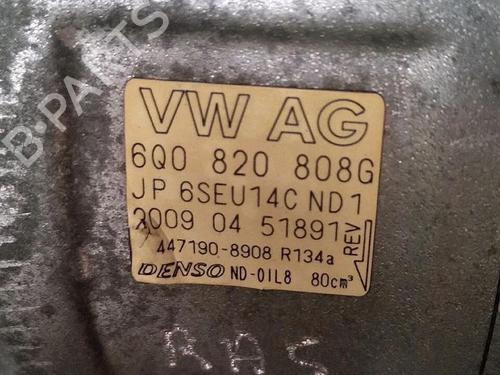 B-PARTS
VW AG
6Q0 820 808G
JP 6SEU14C ND1
2009 04 51891
REV
447190-8908 R134a
DENSO ND-OIL8 80cm³
RAS